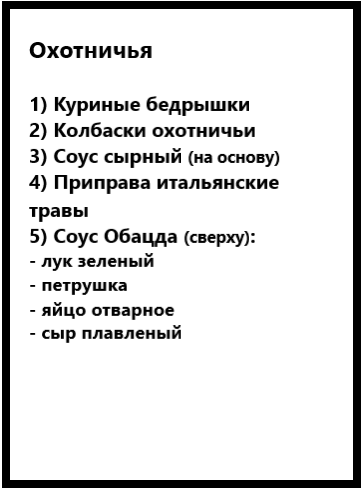 Охотничья
1) Куриные бедрышки
2) Колбаски охотничьи
3) Соус сырный (на основу)
4) Приправа итальянские
травы
5) Соус Обацда (сверху):
- лук зеленый
- петрушка
- яйцо отварное
- сыр плавленый